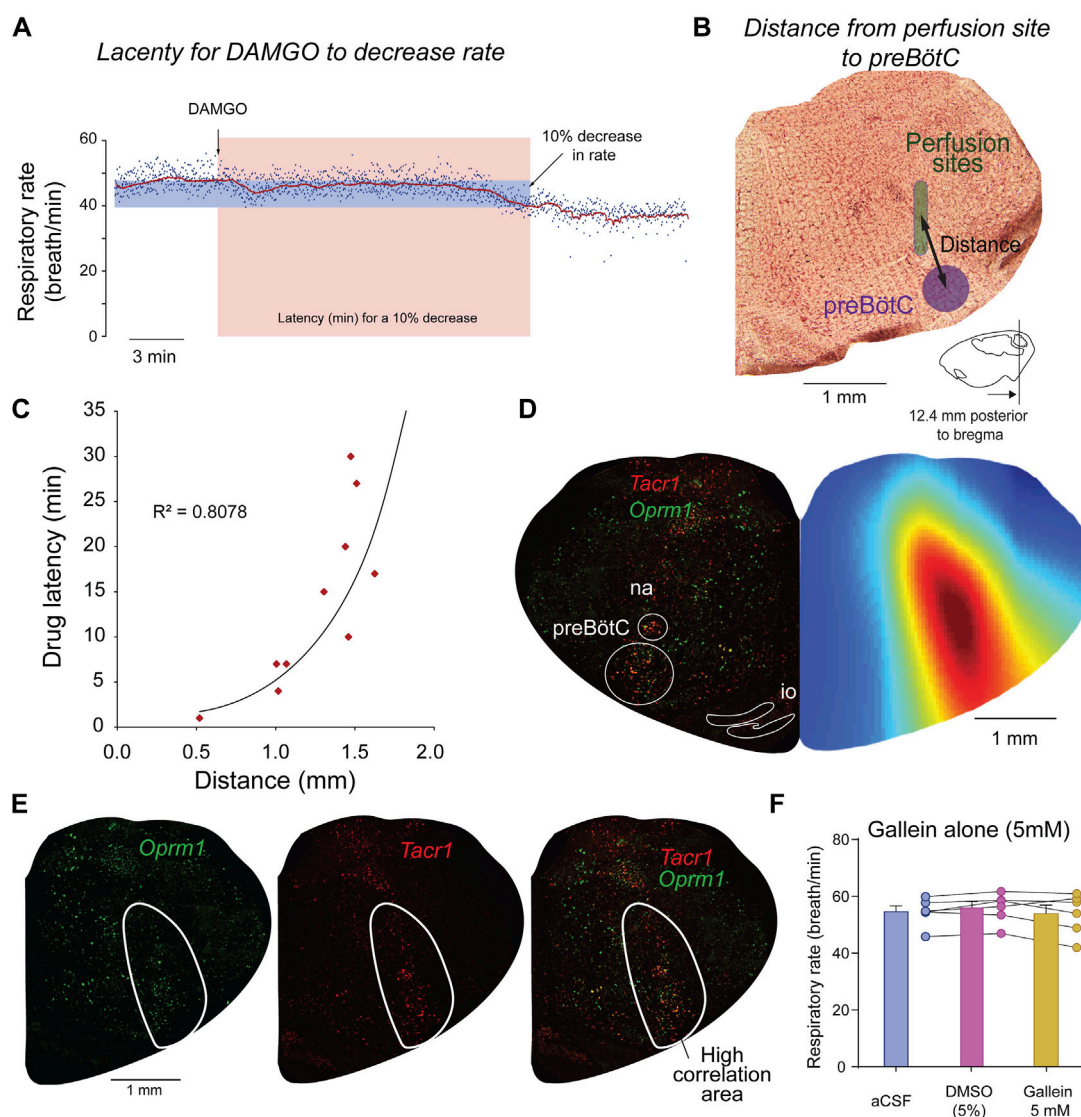 A
Lacenty for DAMGO to decrease rate
DAMGO
10% decrease
in rate
60
40
20
0
Respiratory rate
(breath/min)
Latency (min) for a 10% decrease
3 min
B
Distance from perfusion site
to preBötC
Perfusion
sites
Distance
preBötC
1 mm
12.4 mm posterior
to bregma
C
35
30
25
20
15
10
5
0
Drug latency (min)
R² = 0.8078
0.0 0.5 1.0 1.5 2.0
Distance (mm)
D
Tacr1
Oprm1
na
preBötC
io
1 mm
E
Oprm1
1 mm
Tacr1
Tacr1
Oprm1
High
correlation
area
F
Gallein alone (5mM)
80
60
40
20
0
Respiratory rate (breath/min)
aCSF
DMSO
(5%)
Gallein
5 mM